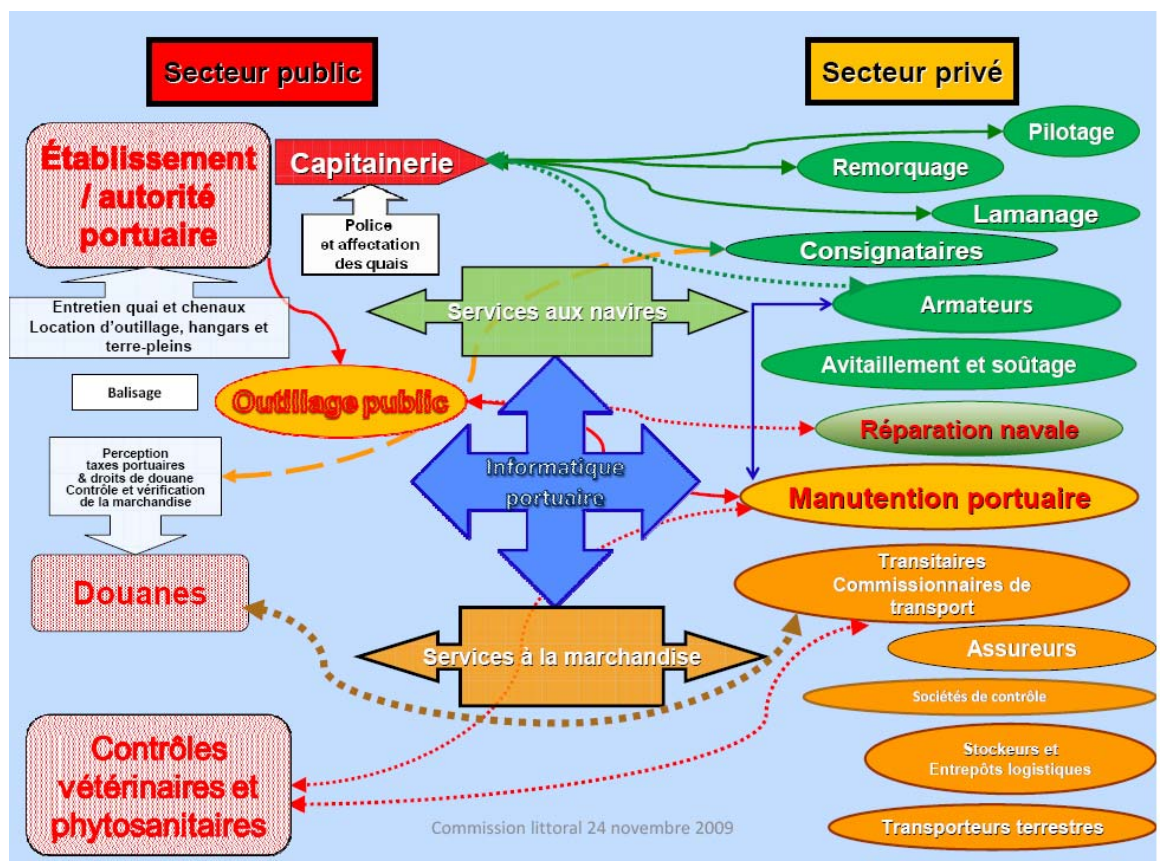 Secteur public
Secteur privé
Établissement
/ autorité
portuaire
Capitainerie
Pilotage
Remorquage
Lamanage
Police
et affectation
des quais
Consignataires
Entretien quai et chenaux
Location d'outillage, hangars et
terre-pleins
Services aux navires
Armateurs
Avitaillement et soûtage
Balisage
Outillage public
Réparation navale
Perception
taxes portuaires
& droits de douane
Contrôle et vérification
de la marchandise
Informatique
portuaire
Manutention portuaire
Douanes
Transitaires
Commissionnaires de
transport
Services à la marchandise
Assureurs
Sociétés de contrôle
Contrôles
vétérinaires et
phytosanitaires
Stockeurs et
Entrepôts logistiques
Commission littoral 24 novembre 2009
Transporteurs terrestres